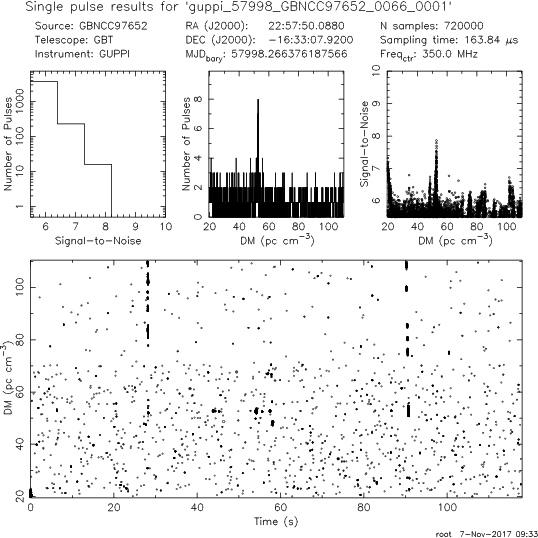 Single pulse results for 'guppi_57998_GBNCC97652_0066_0001'
Source: GBNCC97652 RA (J2000): 22:57:50.0880 N samples: 720000
Telescope: GBT DEC (J2000): −16:33:07.9200 Sampling time: 163.84 μs
Instrument: GUPPI MJD_bary: 57998.266376187566 Freq_ctr: 350.0 MHz
Number of Pulses
1 10 100 1000
6 7 8 9 10
Signal−to−Noise
Number of Pulses
0 2 4 6 8
20 40 60 80 100
DM (pc cm⁻³)
Signal−to−Noise
6 7 8 9 10
20 40 60 80 100
DM (pc cm⁻³)
DM (pc cm⁻³)
20 40 60 80 100
0 20 40 60 80 100
Time (s)
root 7−Nov−2017 09:33